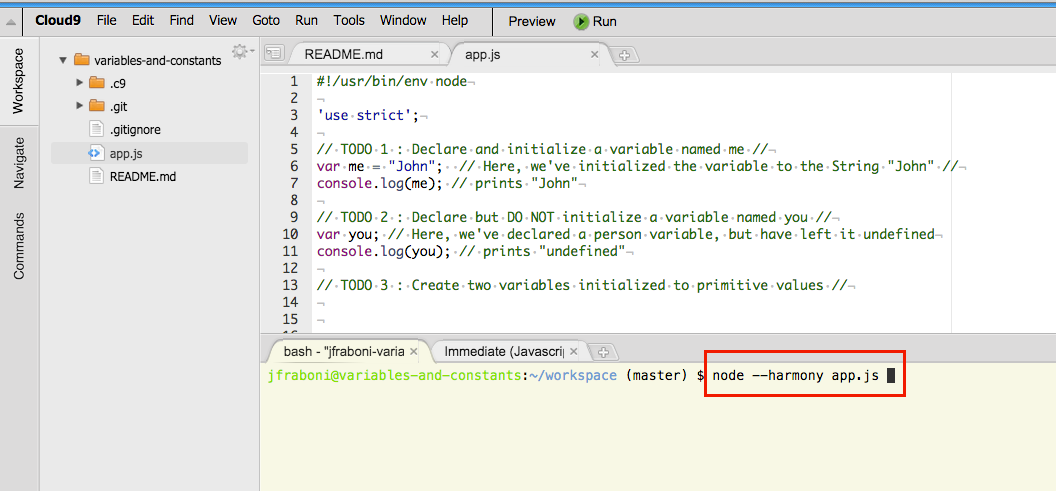 Cloud9 File Edit Find View Goto Run Tools Window Help Preview Run
Workspace
Navigate
Commands
variables-and-constants
.c9
.git
.gitignore
app.js
README.md
README.md × app.js ×
1 #!/usr/bin/env node
2
3 'use strict';
4
5 // TODO 1 : Declare and initialize a variable named me //
6 var me = "John"; // Here, we've initialized the variable to the String "John" //
7 console.log(me); // prints "John"
8
9 // TODO 2 : Declare but DO NOT initialize a variable named you //
10 var you; // Here, we've declared a person variable, but have left it undefined
11 console.log(you); // prints "undefined"
12
13 // TODO 3 : Create two variables initialized to primitive values //
14
15
bash - "jfraboni-varia × Immediate (Javascrip ×
jfraboni@variables-and-constants:~/workspace (master) $ node --harmony app.js